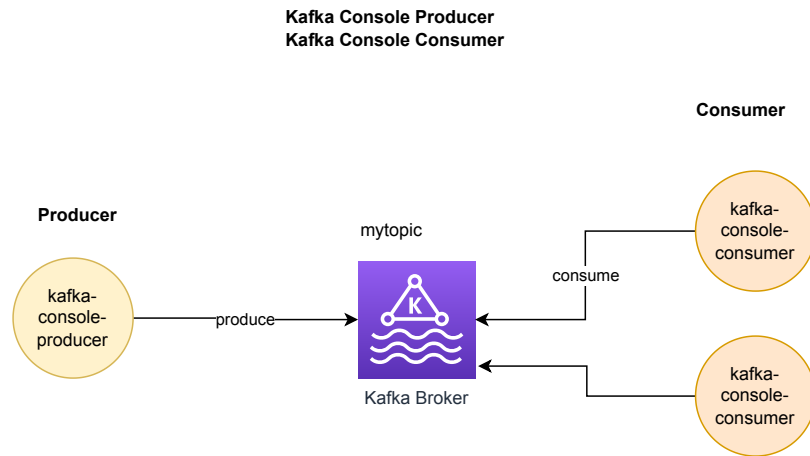 Kafka Console Producer
Kafka Console Consumer
Consumer
kafka-
console-
consumer
Producer
mytopic
consume
kafka-
console-
producer
produce
K
Kafka Broker
kafka-
console-
consumer